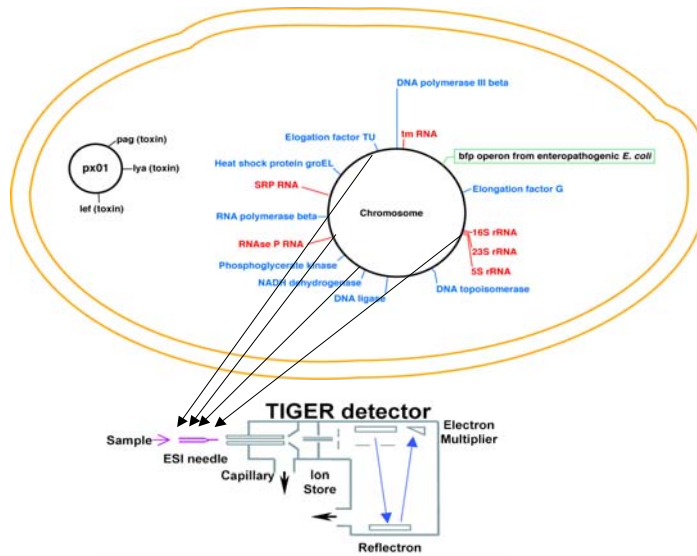 DNA polymerase III beta
Elogation factor TU
tm RNA
pag (toxin)
bfp operon from enteropathogenic E. coli
Heat shock protein groEL
px01
lya (toxin)
SRP RNA
Elongation factor G
lef (toxin)
RNA polymerase beta
Chromosome
16S rRNA
RNAse P RNA
23S rRNA
Phosphoglycerate kinase
5S rRNA
NADH dehydrogenase
DNA topoisomerase
DNA ligase
TIGER detector
Electron
Multiplier
Sample
ESI needle
Capillary
Ion
Store
Reflectron